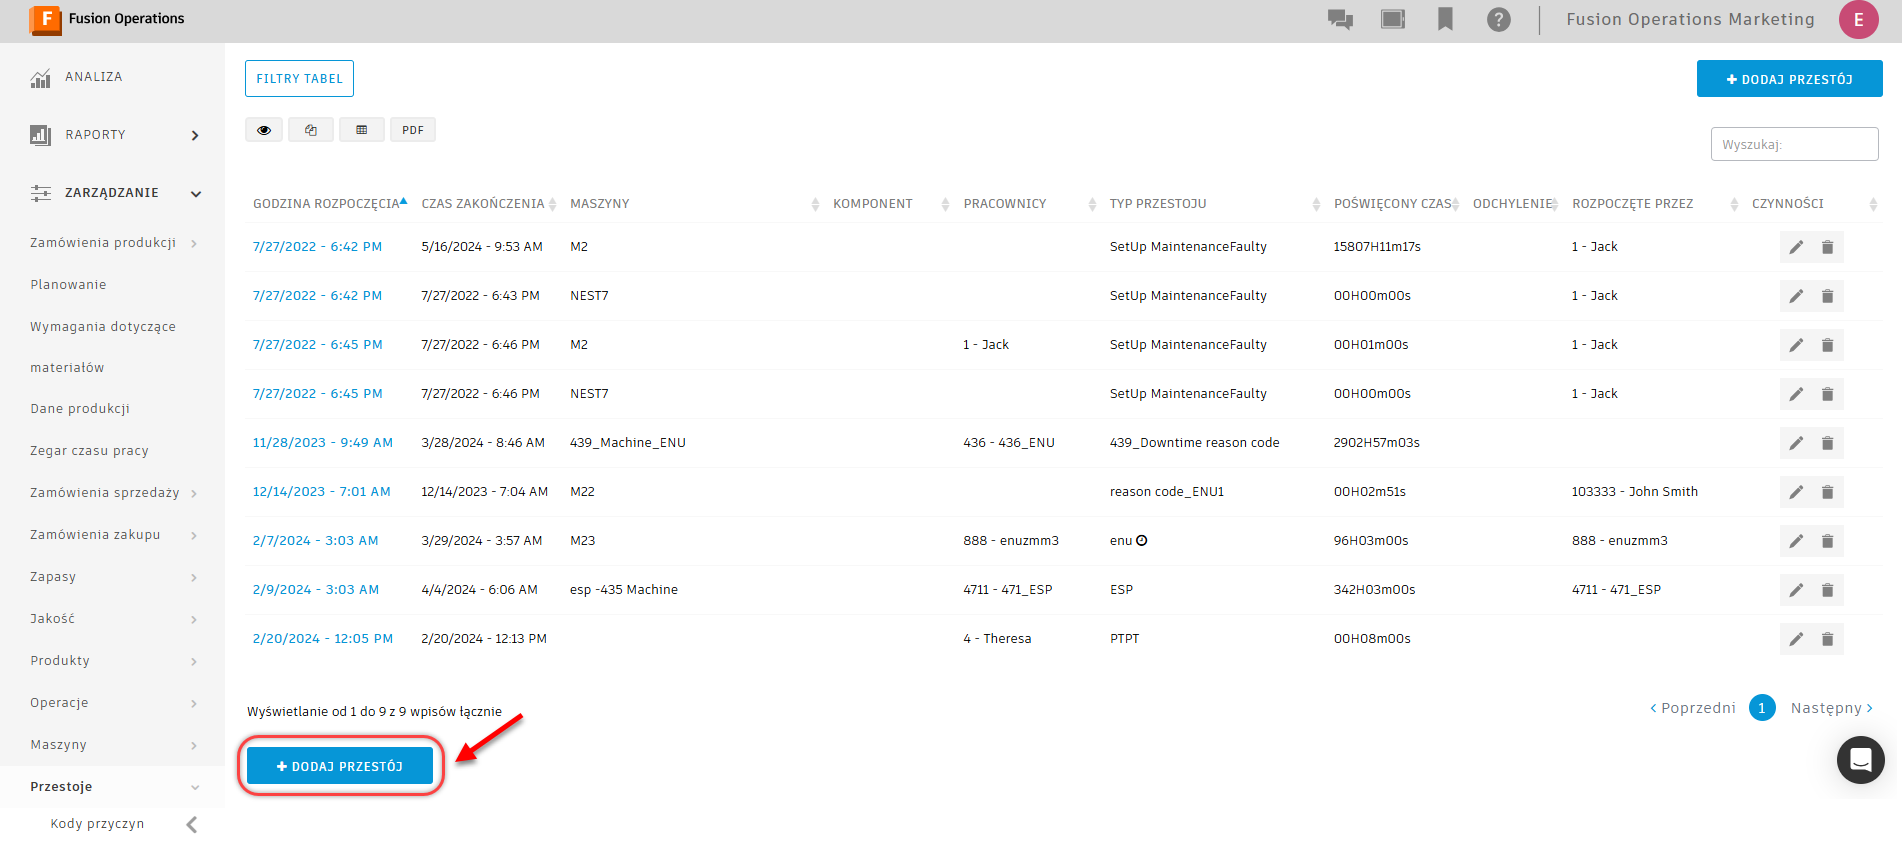 F Fusion Operations
Fusion Operations Marketing E
ANALIZA
RAPORTY
ZARZĄDZANIE
Zamówienia produkcji
Planowanie
Wymagania dotyczące
materiałów
Dane produkcji
Zegar czasu pracy
Zamówienia sprzedaży
Zamówienia zakupu
Zapasy
Jakość
Produkty
Operacje
Maszyny
Przestoje
Kody przyczyn
FILTRY TABEL
+ DODAJ PRZESTÓJ
PDF
Wyszukaj:
GODZINA ROZPOCZĘCIA CZAS ZAKOŃCZENIA MASZYNY KOMPONENT PRACOWNICY TYP PRZESTOJU POŚWIĘCONY CZAS ODCHYLENIE ROZPOCZĘTE PRZEZ CZYNNOŚCI
7/27/2022 - 6:42 PM 5/16/2024 - 9:53 AM M2 SetUp MaintenanceFaulty 15807H11m17s 1 - Jack
7/27/2022 - 6:42 PM 7/27/2022 - 6:43 PM NEST7 SetUp MaintenanceFaulty 00H00m00s 1 - Jack
7/27/2022 - 6:45 PM 7/27/2022 - 6:46 PM M2 1 - Jack SetUp MaintenanceFaulty 00H01m00s 1 - Jack
7/27/2022 - 6:45 PM 7/27/2022 - 6:46 PM NEST7 SetUp MaintenanceFaulty 00H00m00s 1 - Jack
11/28/2023 - 9:49 AM 3/28/2024 - 8:46 AM 439_Machine_ENU 436 - 436_ENU 439_Downtime reason code 2902H57m03s
12/14/2023 - 7:01 AM 12/14/2023 - 7:04 AM M22 reason code_ENU1 00H02m51s 103333 - John Smith
2/7/2024 - 3:03 AM 3/29/2024 - 3:57 AM M23 888 - enuzmm3 enu 96H03m00s 888 - enuzmm3
2/9/2024 - 3:03 AM 4/4/2024 - 6:06 AM esp -435 Machine 4711 - 471_ESP ESP 342H03m00s 4711 - 471_ESP
2/20/2024 - 12:05 PM 2/20/2024 - 12:13 PM 4 - Theresa PTPT 00H08m00s
Wyświetlanie od 1 do 9 z 9 wpisów łącznie
Poprzedni 1 Następny
+ DODAJ PRZESTÓJ